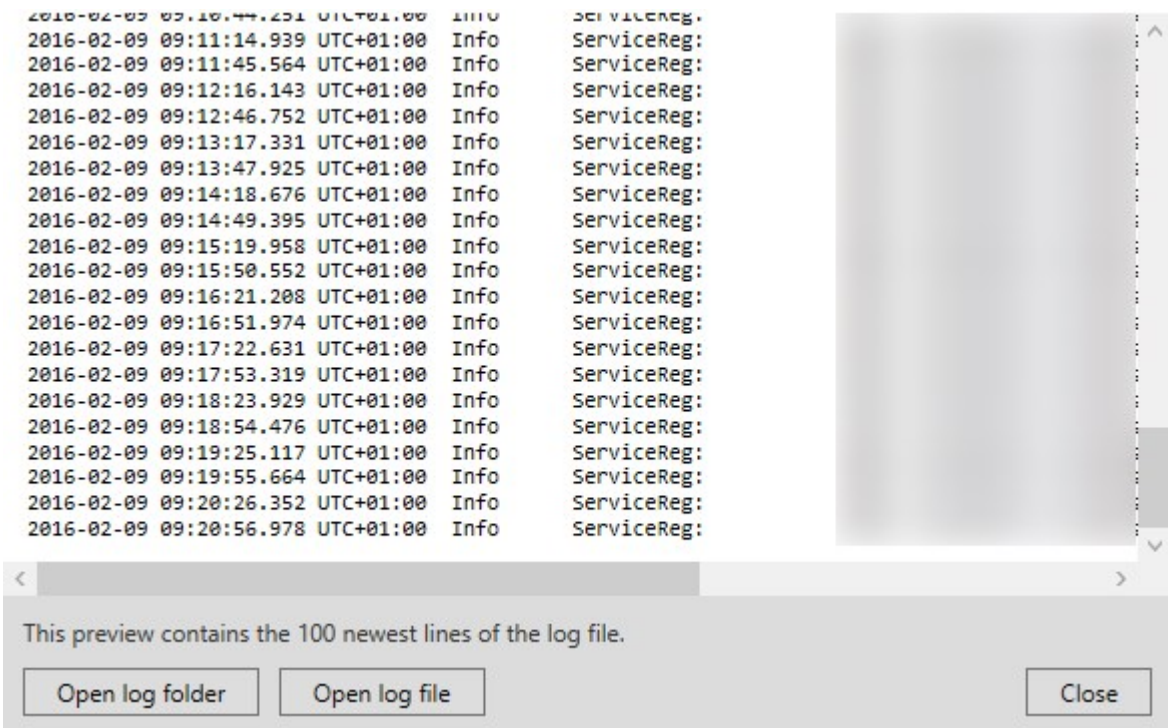 2016-02-09 09:10:44.251 UTC+01:00 Info ServiceReg:
2016-02-09 09:11:14.939 UTC+01:00 Info ServiceReg:
2016-02-09 09:11:45.564 UTC+01:00 Info ServiceReg:
2016-02-09 09:12:16.143 UTC+01:00 Info ServiceReg:
2016-02-09 09:12:46.752 UTC+01:00 Info ServiceReg:
2016-02-09 09:13:17.331 UTC+01:00 Info ServiceReg:
2016-02-09 09:13:47.925 UTC+01:00 Info ServiceReg:
2016-02-09 09:14:18.676 UTC+01:00 Info ServiceReg:
2016-02-09 09:14:49.395 UTC+01:00 Info ServiceReg:
2016-02-09 09:15:19.958 UTC+01:00 Info ServiceReg:
2016-02-09 09:15:50.552 UTC+01:00 Info ServiceReg:
2016-02-09 09:16:21.208 UTC+01:00 Info ServiceReg:
2016-02-09 09:16:51.974 UTC+01:00 Info ServiceReg:
2016-02-09 09:17:22.631 UTC+01:00 Info ServiceReg:
2016-02-09 09:17:53.319 UTC+01:00 Info ServiceReg:
2016-02-09 09:18:23.929 UTC+01:00 Info ServiceReg:
2016-02-09 09:18:54.476 UTC+01:00 Info ServiceReg:
2016-02-09 09:19:25.117 UTC+01:00 Info ServiceReg:
2016-02-09 09:19:55.664 UTC+01:00 Info ServiceReg:
2016-02-09 09:20:26.352 UTC+01:00 Info ServiceReg:
2016-02-09 09:20:56.978 UTC+01:00 Info ServiceReg:
This preview contains the 100 newest lines of the log file.
Open log folder Open log file Close